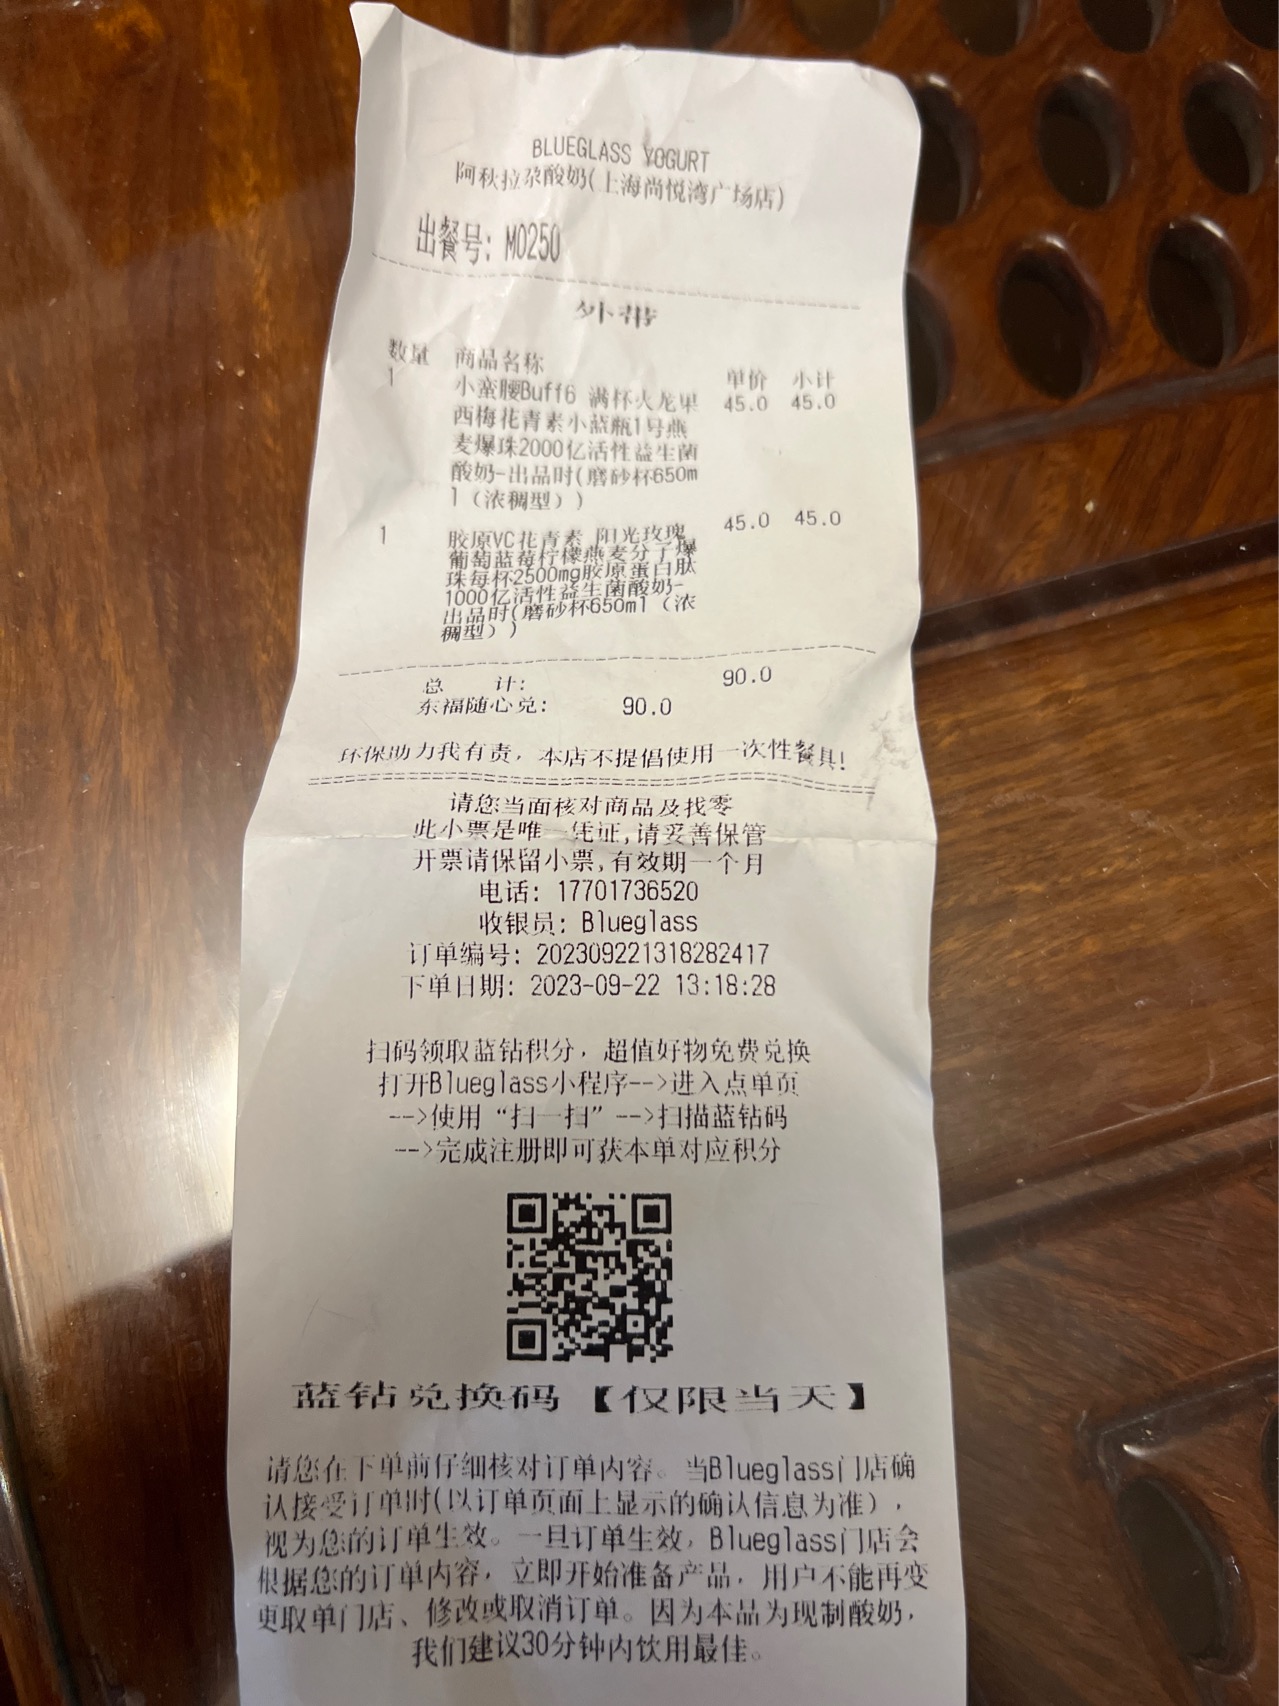 BLUEGLASS YOGURT
阿秋拉尕酸奶(上海尚悦湾广场店)
出餐号: M0250
外带
数量 商品名称 单价 小计
1 小蛮腰Buff6 满杯火龙果 45.0 45.0
西梅花青素小蓝瓶1号燕
麦爆珠2000亿活性益生菌
酸奶-出品时(磨砂杯650m
l（浓稠型）)
1 胶原VC花青素 阳光玫瑰 45.0 45.0
葡萄蓝莓柠檬燕麦分子爆
珠每杯2500mg胶原蛋白肽
1000亿活性益生菌酸奶-
出品时(磨砂杯650ml（浓
稠型）)
总 计: 90.0
东福随心兑: 90.0
环保助力我有责，本店不提倡使用一次性餐具!
请您当面核对商品及找零
此小票是唯一凭证,请妥善保管
开票请保留小票,有效期一个月
电话: 17701736520
收银员: Blueglass
订单编号: 202309221318282417
下单日期: 2023-09-22 13:18:28
扫码领取蓝钻积分，超值好物免费兑换
打开Blueglass小程序-->进入点单页
-->使用“扫一扫”-->扫描蓝钻码
-->完成注册即可获本单对应积分
蓝钻兑换码【仅限当天】
请您在下单前仔细核对订单内容。当Blueglass门店确
认接受订单时(以订单页面上显示的确认信息为准)，
视为您的订单生效。一旦订单生效，Blueglass门店会
根据您的订单内容，立即开始准备产品，用户不能再变
更取单门店、修改或取消订单。因为本品为现制酸奶，
我们建议30分钟内饮用最佳。